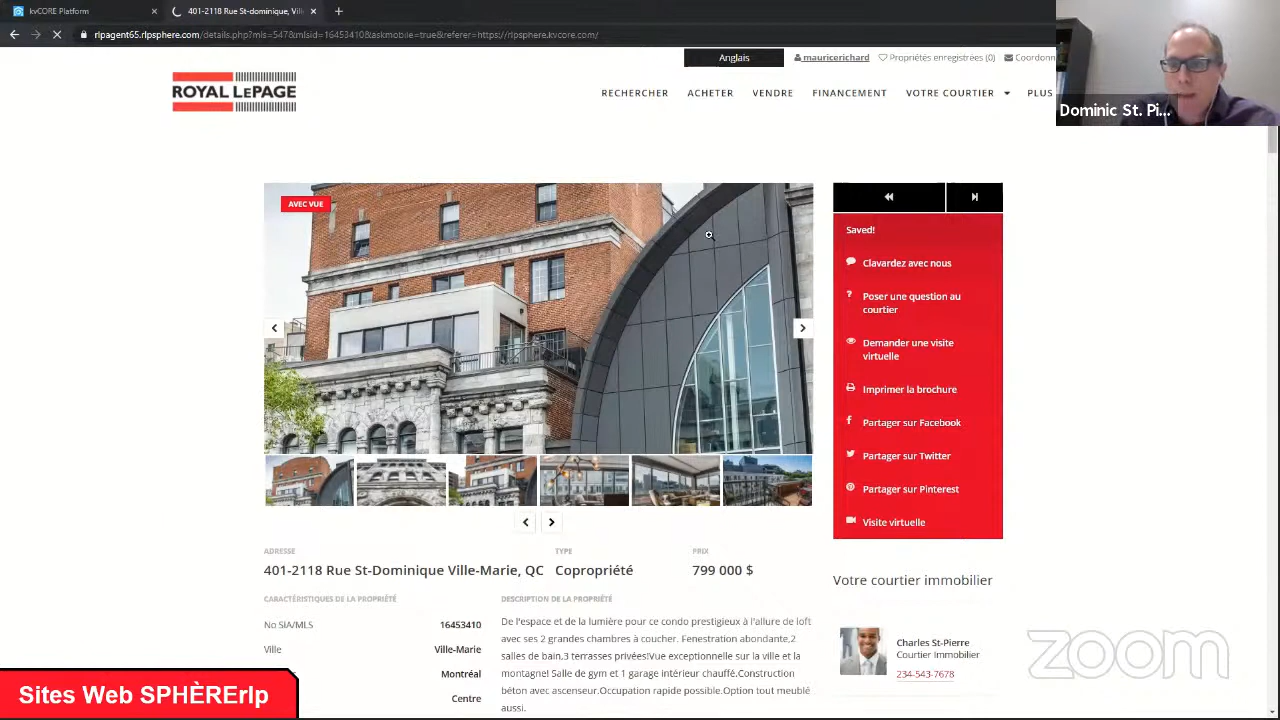 kvCORE Platform
401-2118 Rue St-dominique, Ville
rlpagent65.rlpsphere.com/details.php?mls=547&mlsid=16453410&askmobile=true&referer=https://rlpsphere.kvcore.com/
Dominic St. Pi...
Anglais
mauricerichard
Propriétés enregistrées (0)
Coordonn
ROYAL LEPAGE
RECHERCHER
ACHETER
VENDRE
FINANCEMENT
VOTRE COURTIER
PLUS
AVEC VUE
Saved!
Clavardez avec nous
Poser une question au
courtier
Demander une visite
virtuelle
Imprimer la brochure
Partager sur Facebook
Partager sur Twitter
Partager sur Pinterest
Visite virtuelle
ADRESSE
401-2118 Rue St-Dominique Ville-Marie, QC
TYPE
Copropriété
PRIX
799 000 $
CARACTÉRISTIQUES DE LA PROPRIÉTÉ
No SIA/MLS 16453410
Ville Ville-Marie
Montréal
Centre
DESCRIPTION DE LA PROPRIÉTÉ
De l'espace et de la lumière pour ce condo prestigieux à l'allure de loft
avec ses 2 grandes chambres à coucher. Fenestration abondante,2
salles de bain,3 terrasses privées!Vue exceptionnelle sur la ville et la
montagne!Salle de gym et 1 garage intérieur chauffé.Construction
béton avec ascenseur.Occupation rapide possible.Option tout meublé
aussi.
Votre courtier immobilier
Charles St-Pierre
Courtier Immobilier
234-543-7678
zoom
Sites Web SPHÈRErlp